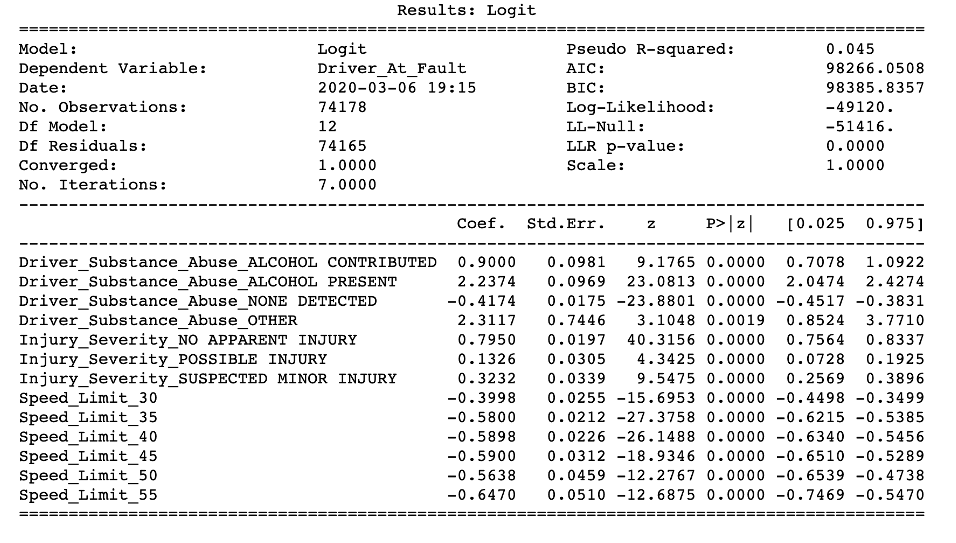 Results: Logit
=================================================================================
Model: Logit Pseudo R-squared: 0.045
Dependent Variable: Driver_At_Fault AIC: 98266.0508
Date: 2020-03-06 19:15 BIC: 98385.8357
No. Observations: 74178 Log-Likelihood: -49120.
Df Model: 12 LL-Null: -51416.
Df Residuals: 74165 LLR p-value: 0.0000
Converged: 1.0000 Scale: 1.0000
No. Iterations: 7.0000
---------------------------------------------------------------------------------
Coef. Std.Err. z P>|z| [0.025 0.975]
---------------------------------------------------------------------------------
Driver_Substance_Abuse_ALCOHOL CONTRIBUTED 0.9000 0.0981 9.1765 0.0000 0.7078 1.0922
Driver_Substance_Abuse_ALCOHOL PRESENT 2.2374 0.0969 23.0813 0.0000 2.0474 2.4274
Driver_Substance_Abuse_NONE DETECTED -0.4174 0.0175 -23.8801 0.0000 -0.4517 -0.3831
Driver_Substance_Abuse_OTHER 2.3117 0.7446 3.1048 0.0019 0.8524 3.7710
Injury_Severity_NO APPARENT INJURY 0.7950 0.0197 40.3156 0.0000 0.7564 0.8337
Injury_Severity_POSSIBLE INJURY 0.1326 0.0305 4.3425 0.0000 0.0728 0.1925
Injury_Severity_SUSPECTED MINOR INJURY 0.3232 0.0339 9.5475 0.0000 0.2569 0.3896
Speed_Limit_30 -0.3998 0.0255 -15.6953 0.0000 -0.4498 -0.3499
Speed_Limit_35 -0.5800 0.0212 -27.3758 0.0000 -0.6215 -0.5385
Speed_Limit_40 -0.5898 0.0226 -26.1488 0.0000 -0.6340 -0.5456
Speed_Limit_45 -0.5900 0.0312 -18.9346 0.0000 -0.6510 -0.5289
Speed_Limit_50 -0.5638 0.0459 -12.2767 0.0000 -0.6539 -0.4738
Speed_Limit_55 -0.6470 0.0510 -12.6875 0.0000 -0.7469 -0.5470
=================================================================================